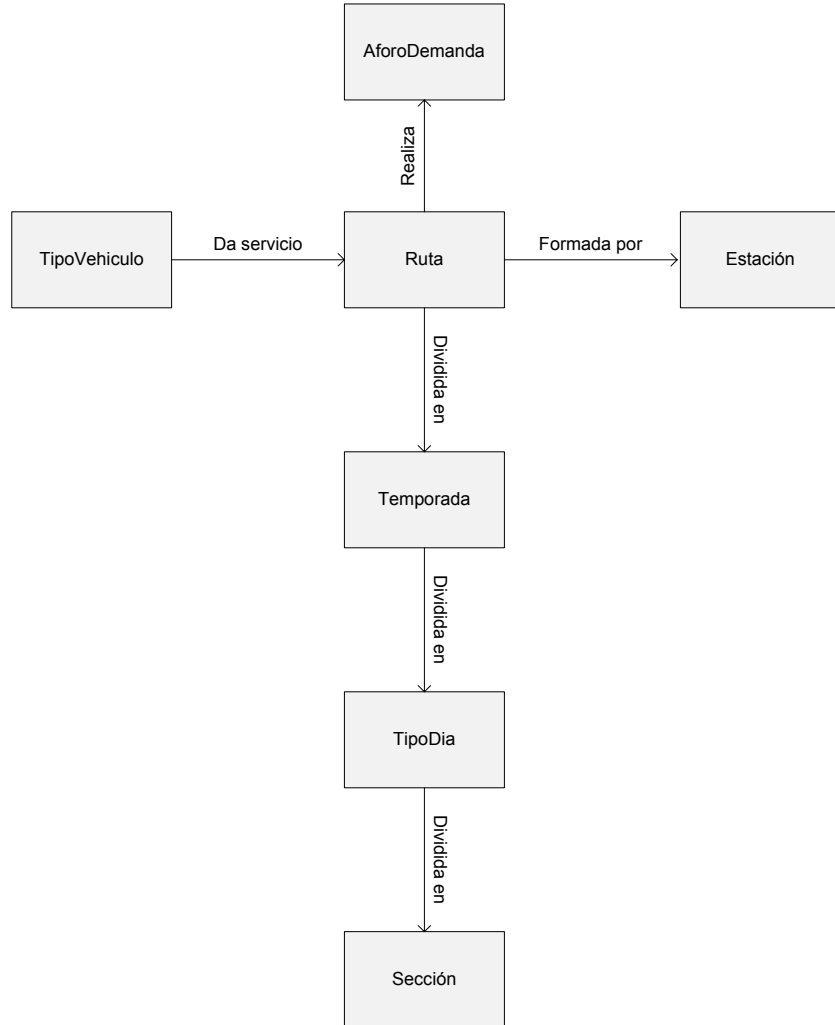 AforoDemanda
Realiza
TipoVehiculo
Da servicio
Ruta
Formada por
Estación
Dividida en
Temporada
Dividida en
TipoDia
Dividida en
Sección